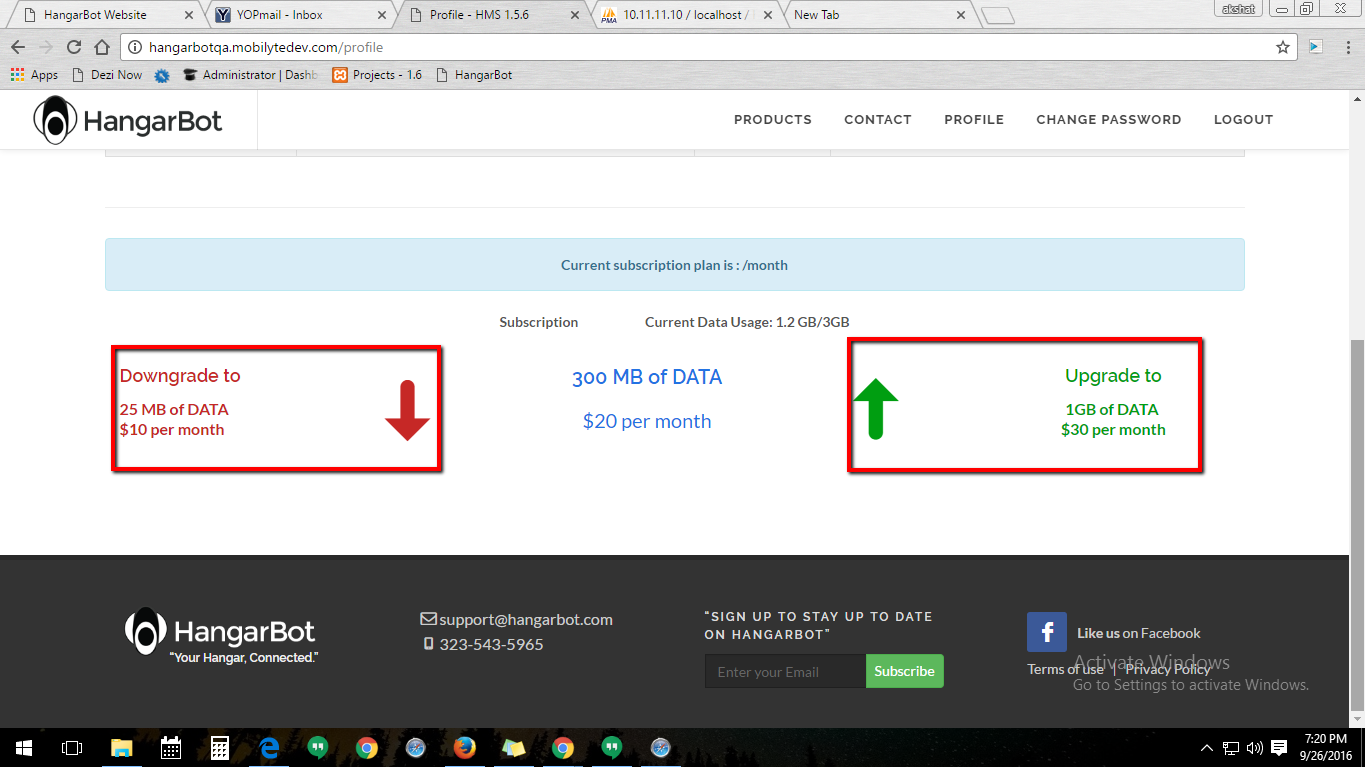 HangarBot Website
YOPmail - Inbox
Profile - HMS 1.5.6
PMA
10.11.11.10 / localhost /
New Tab
akshat
hangarbotqa.mobilytedev.com/profile
Apps
Dezi Now
Administrator | Dashb
Projects - 1.6
HangarBot
HangarBot
PRODUCTS
CONTACT
PROFILE
CHANGE PASSWORD
LOGOUT
Current subscription plan is : /month
Subscription
Current Data Usage: 1.2 GB/3GB
Downgrade to
25 MB of DATA
$10 per month
300 MB of DATA
$20 per month
Upgrade to
1GB of DATA
$30 per month
HangarBot
“Your Hangar, Connected.”
support@hangarbot.com
323-543-5965
“SIGN UP TO STAY UP TO DATE
ON HANGARBOT”
Enter your Email
Subscribe
f
Like us on Facebook
Terms of use | Privacy Policy
Activate Windows
Go to Settings to activate Windows.
7:20 PM
9/26/2016